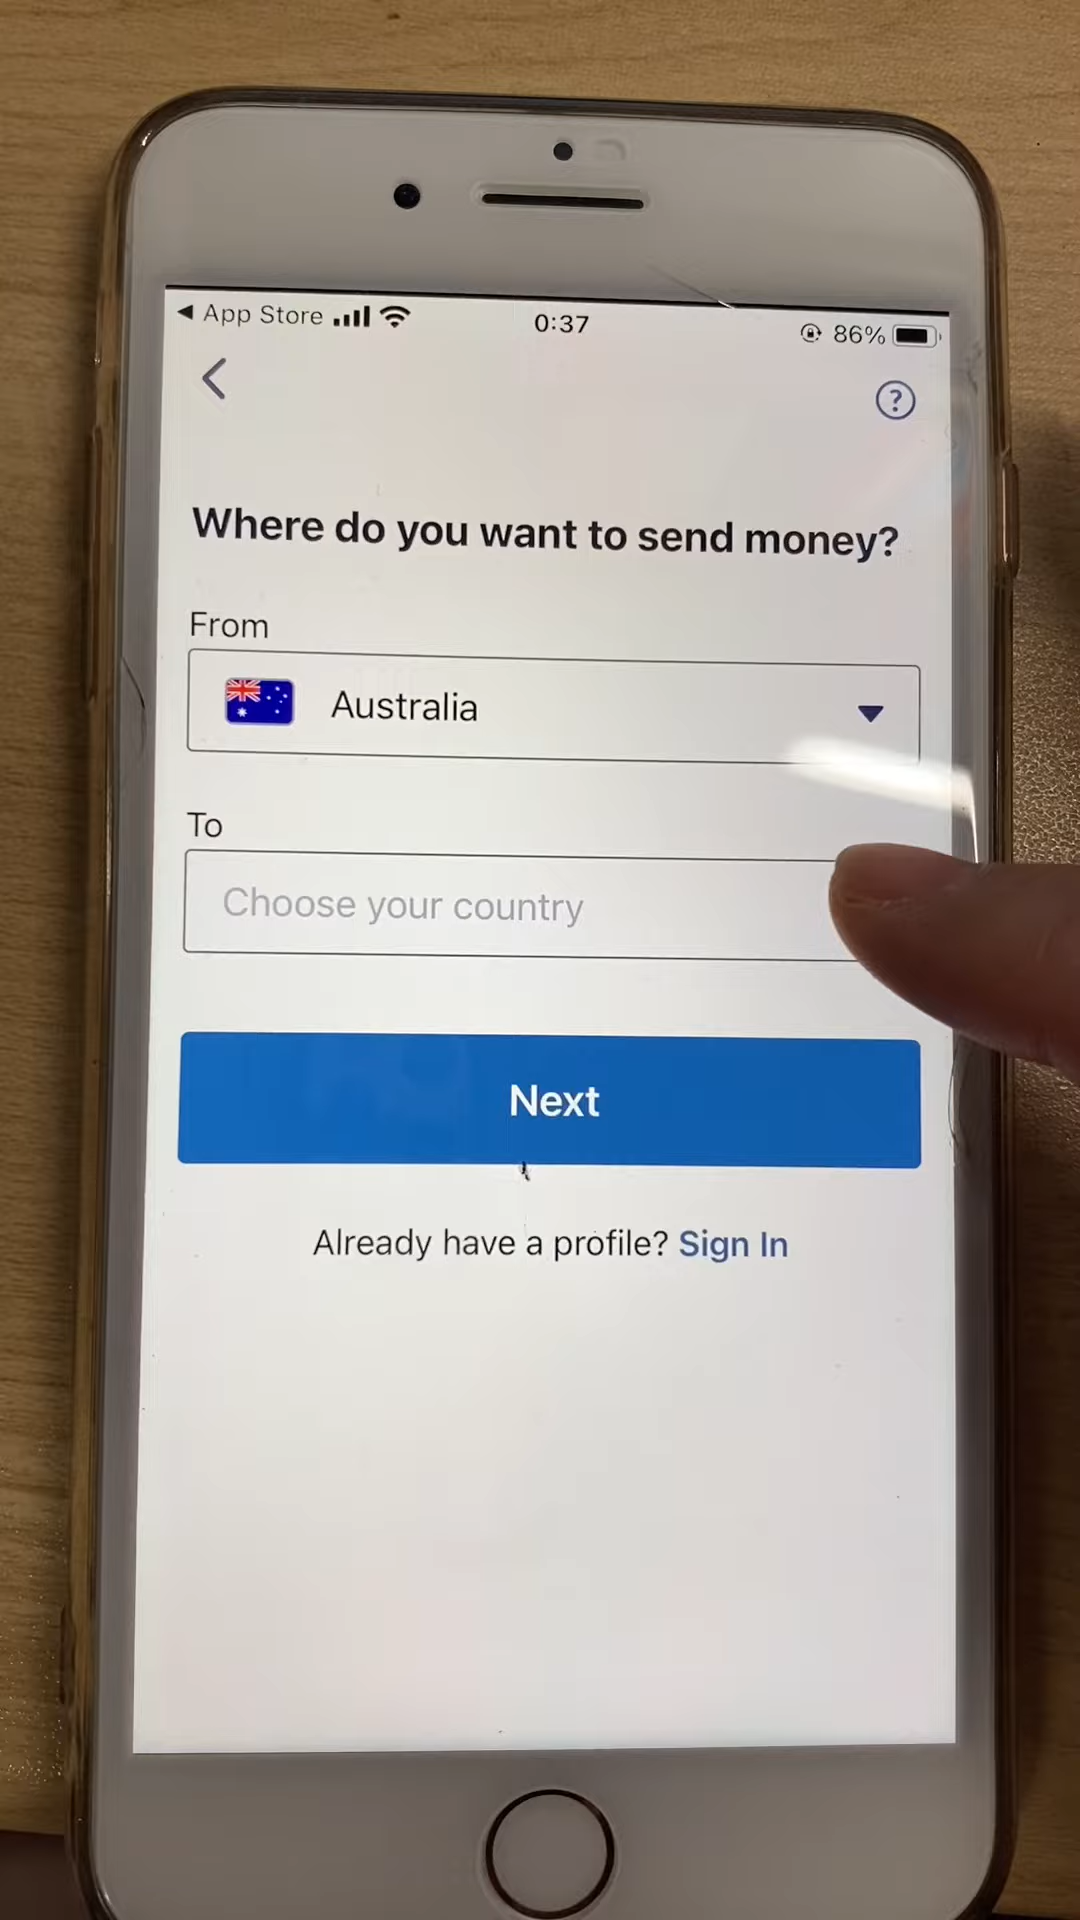 App Store
0:37
86%
?
Where do you want to send money?
From
Australia
To
Choose your country
Next
Already have a profile? Sign In